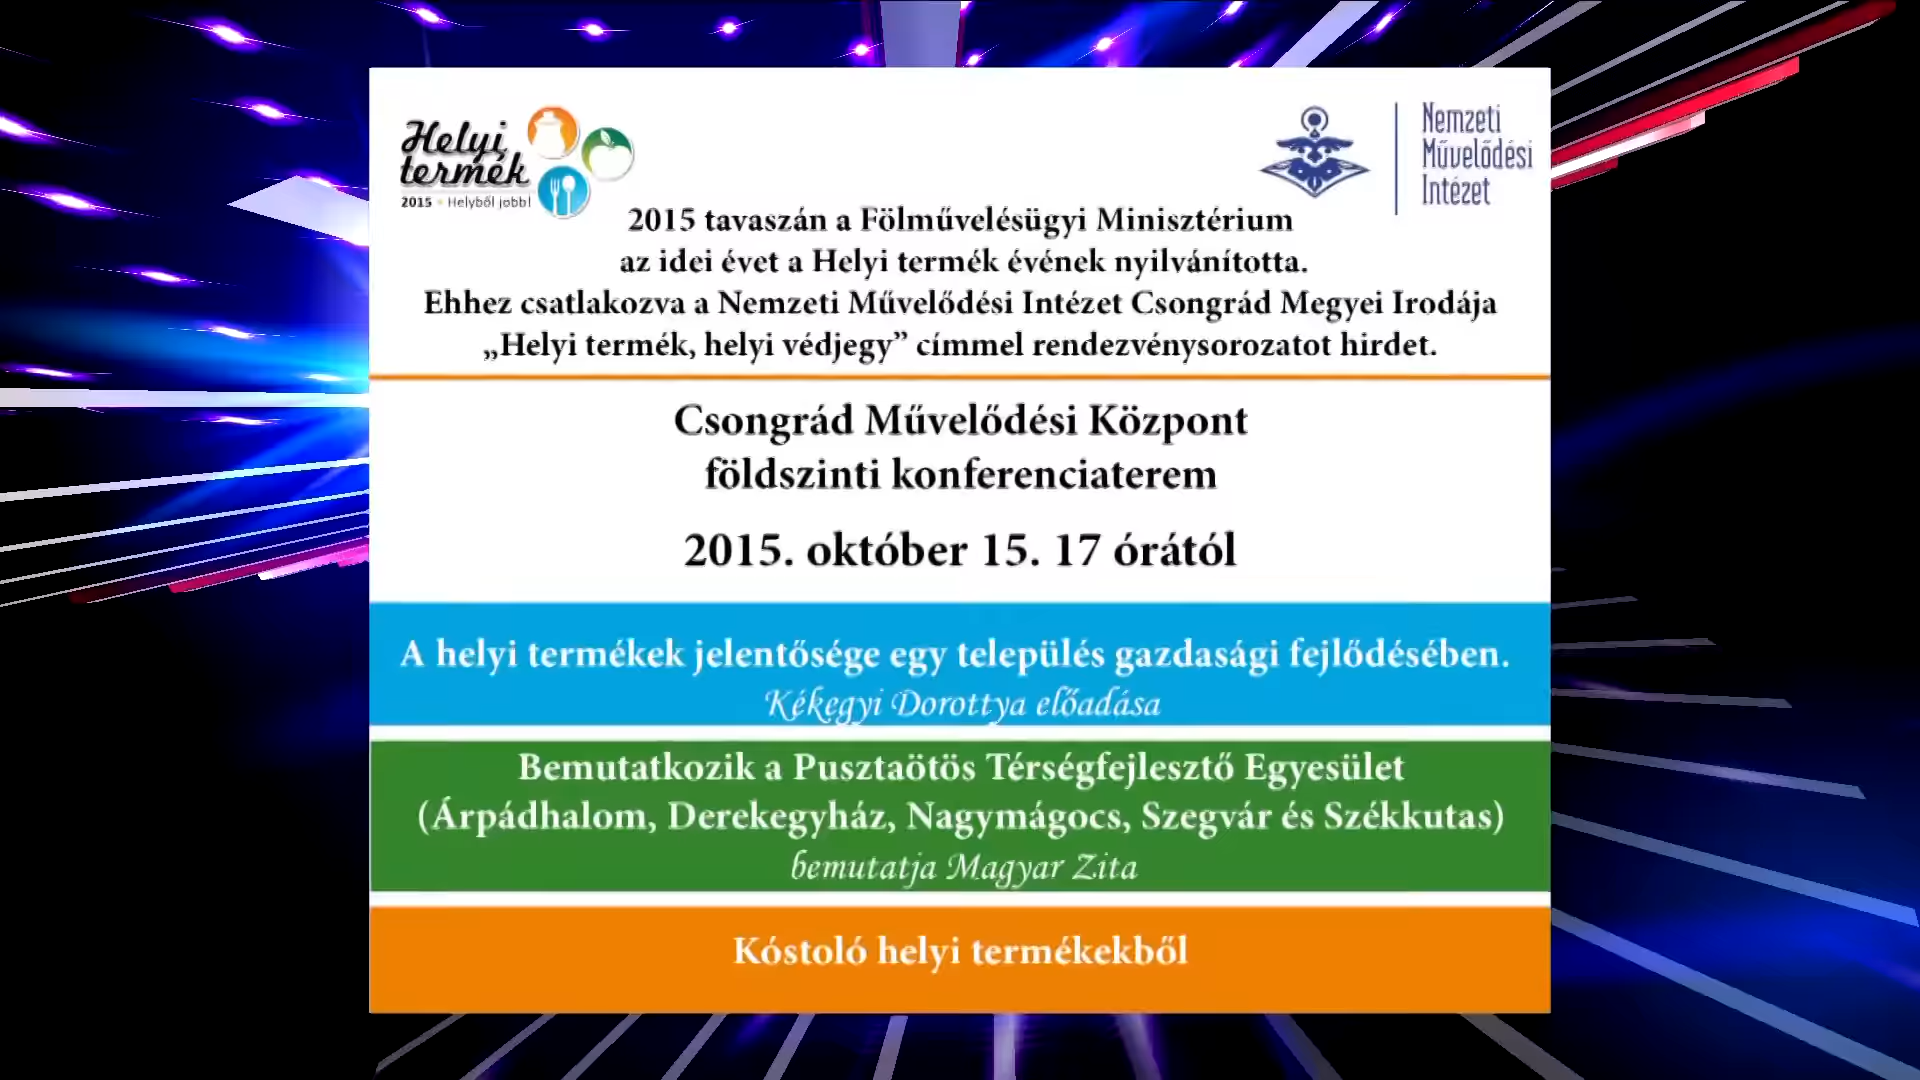 Helyi
termék
2015 • Helyből jobb!
Nemzeti
Művelődési
Intézet
2015 tavaszán a Fölművelésügyi Minisztérium
az idei évet a Helyi termék évének nyilvánította.
Ehhez csatlakozva a Nemzeti Művelődési Intézet Csongrád Megyei Irodája
„Helyi termék, helyi védjegy” címmel rendezvénysorozatot hirdet.
Csongrád Művelődési Központ
földszinti konferenciaterem
2015. október 15. 17 órától
A helyi termékek jelentősége egy település gazdasági fejlődésében.
Kékegyi Dorottya előadása
Bemutatkozik a Pusztaötös Térségfejlesztő Egyesület
(Árpádhalom, Derekegyház, Nagymágocs, Szegvár és Székkutas)
bemutatja Magyar Zita
Kóstoló helyi termékekből